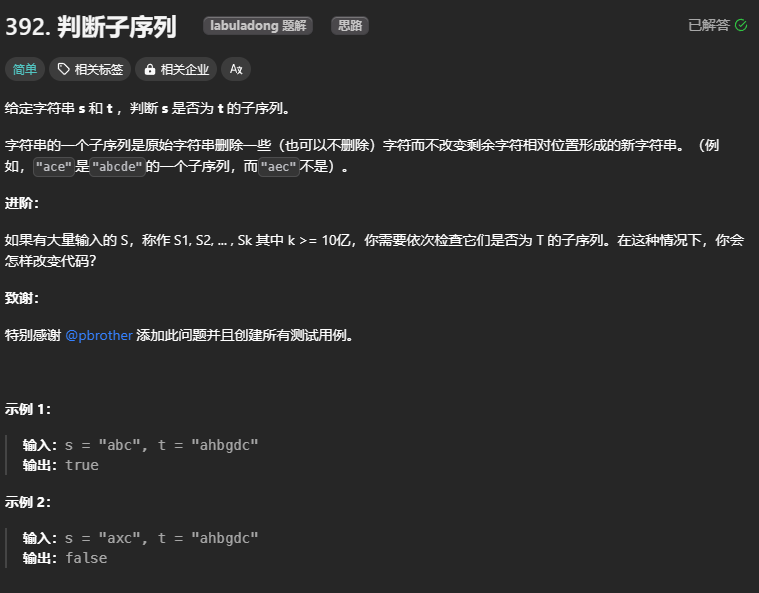 392. 判断子序列 labuladong 题解 思路 已解答
简单 相关标签 相关企业 Aあ
给定字符串 s 和 t ，判断 s 是否为 t 的子序列。
字符串的一个子序列是原始字符串删除一些（也可以不删除）字符而不改变剩余字符相对位置形成的新字符串。（例
如，"ace"是"abcde"的一个子序列，而"aec"不是）。
进阶：
如果有大量输入的 S，称作 S1, S2, ... , Sk 其中 k >= 10亿，你需要依次检查它们是否为 T 的子序列。在这种情况下，你会
怎样改变代码？
致谢：
特别感谢 @pbrother 添加此问题并且创建所有测试用例。
示例 1：
输入：s = "abc", t = "ahbgdc"
输出：true
示例 2：
输入：s = "axc", t = "ahbgdc"
输出：false